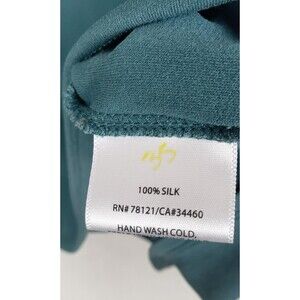 100% SILK
RN# 78121/CA#34460
HAND WASH COLD,